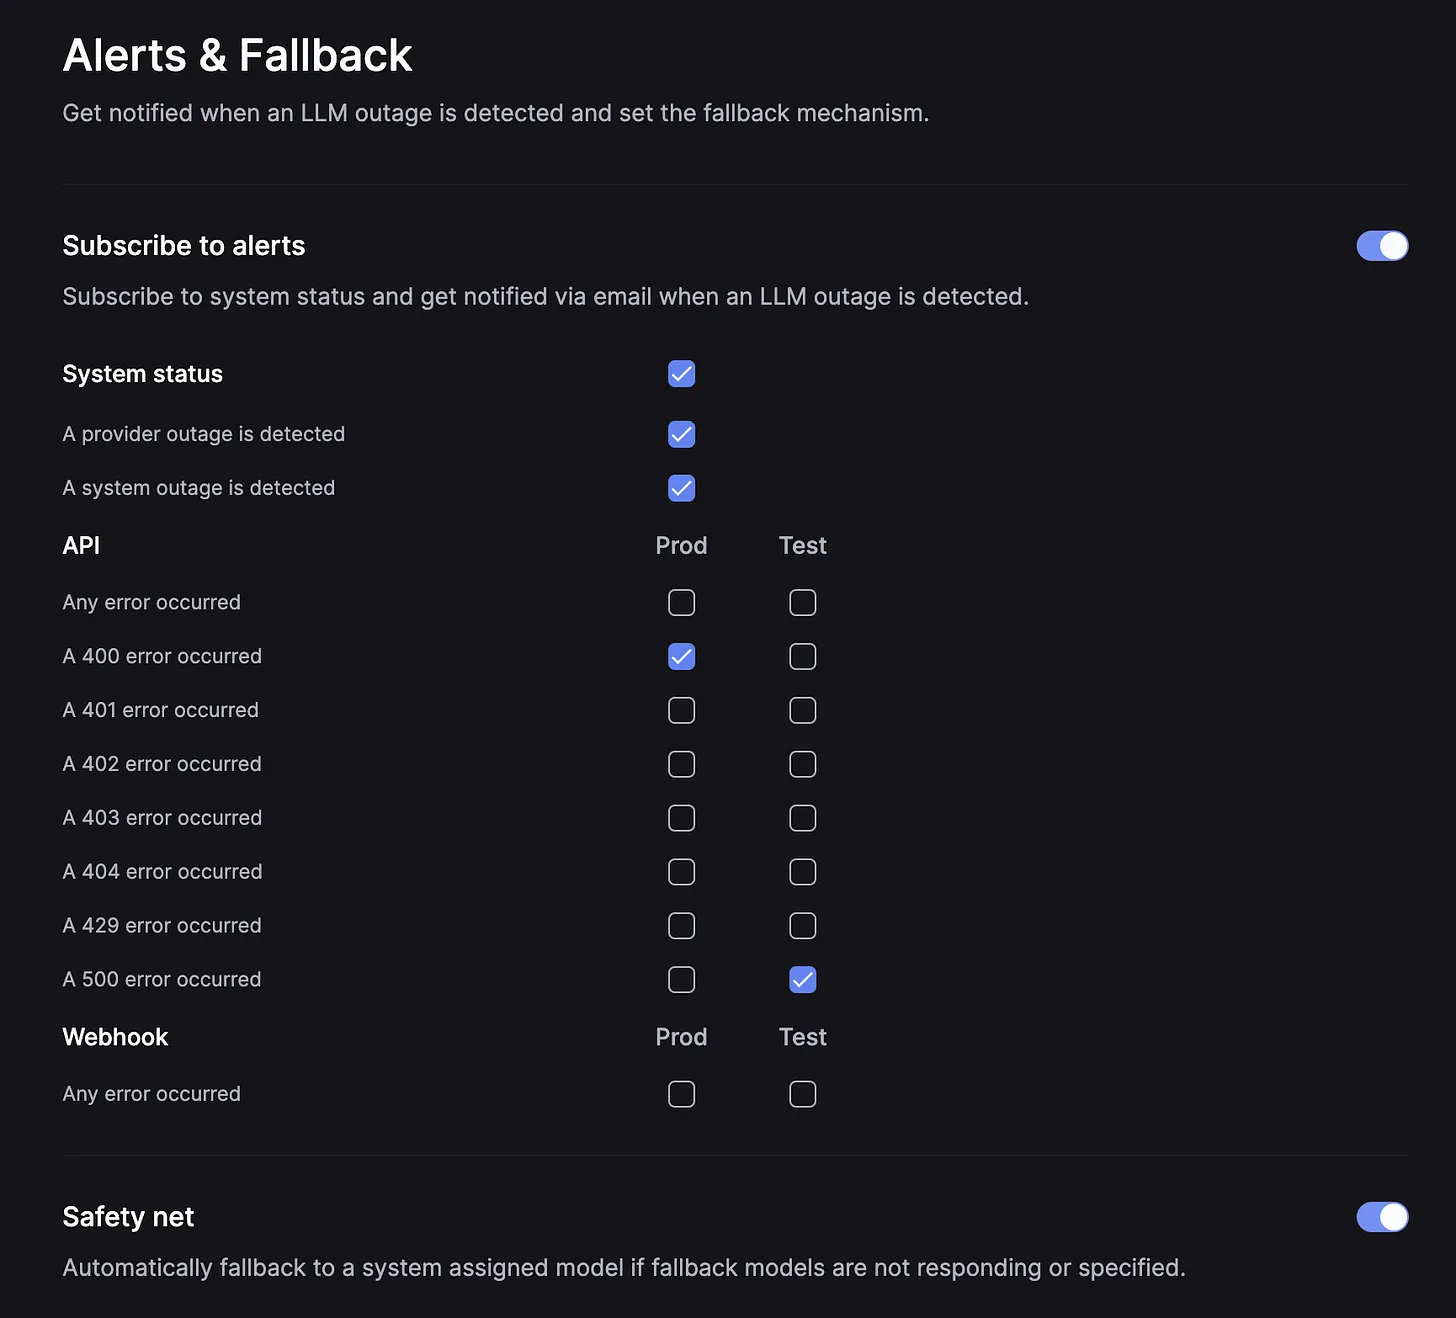 Alerts & Fallback
Get notified when an LLM outage is detected and set the fallback mechanism.
Subscribe to alerts
Subscribe to system status and get notified via email when an LLM outage is detected.
System status
A provider outage is detected
A system outage is detected
API Prod Test
Any error occurred
A 400 error occurred
A 401 error occurred
A 402 error occurred
A 403 error occurred
A 404 error occurred
A 429 error occurred
A 500 error occurred
Webhook Prod Test
Any error occurred
Safety net
Automatically fallback to a system assigned model if fallback models are not responding or specified.